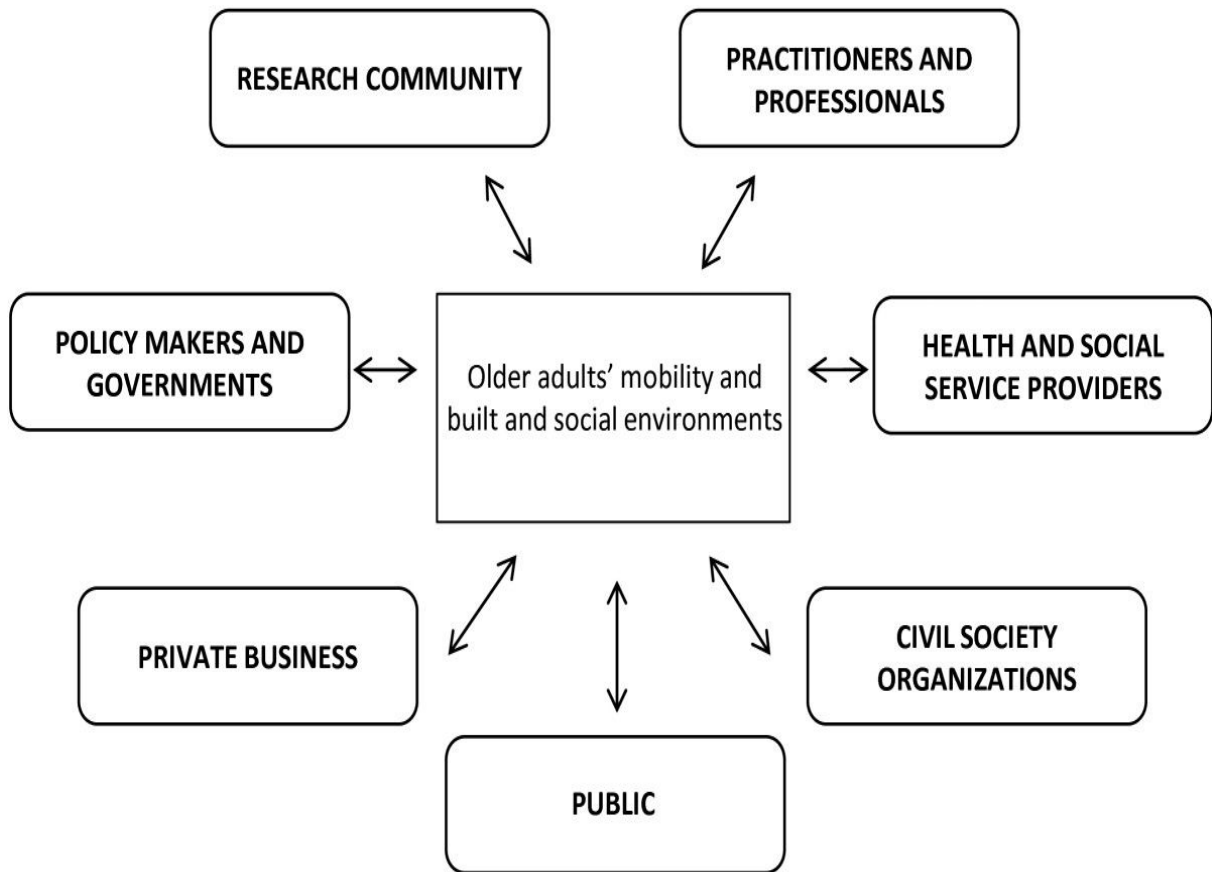 RESEARCH COMMUNITY
PRACTITIONERS AND
PROFESSIONALS
POLICY MAKERS AND
GOVERNMENTS
Older adults’ mobility and
built and social environments
HEALTH AND SOCIAL
SERVICE PROVIDERS
PRIVATE BUSINESS
CIVIL SOCIETY
ORGANIZATIONS
PUBLIC